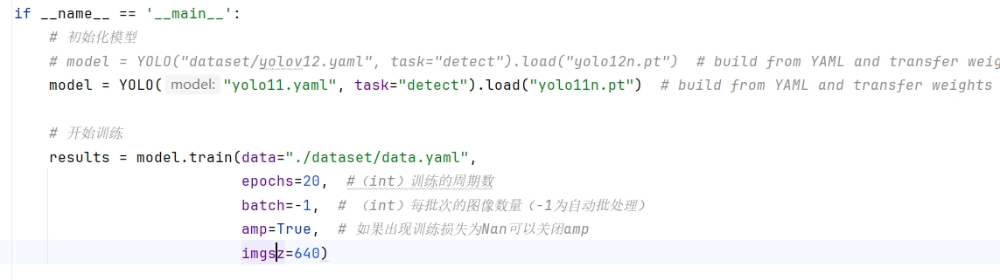 if __name__ == '__main__':
    # 初始化模型
    # model = YOLO("dataset/yolov12.yaml", task="detect").load("yolo12n.pt")  # build from YAML and transfer weig
    model = YOLO( model: "yolo11.yaml", task="detect").load("yolo11n.pt")  # build from YAML and transfer weights
    # 开始训练
    results = model.train(data="./dataset/data.yaml",
                          epochs=20,  #（int）训练的周期数
                          batch=-1,  # （int）每批次的图像数量（-1为自动批处理）
                          amp=True,  # 如果出现训练损失为Nan可以关闭amp
                          imgsz=640)